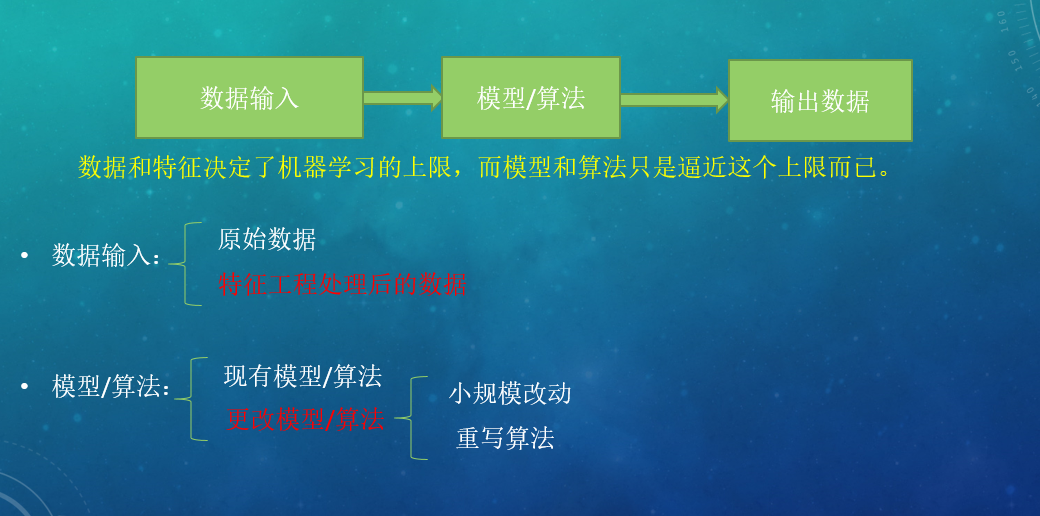 数据输入
模型/算法
输出数据
数据和特征决定了机器学习的上限，而模型和算法只是逼近这个上限而已。
• 数据输入：
原始数据
特征工程处理后的数据
• 模型/算法：
现有模型/算法
更改模型/算法
小规模改动
重写算法
160
150
140